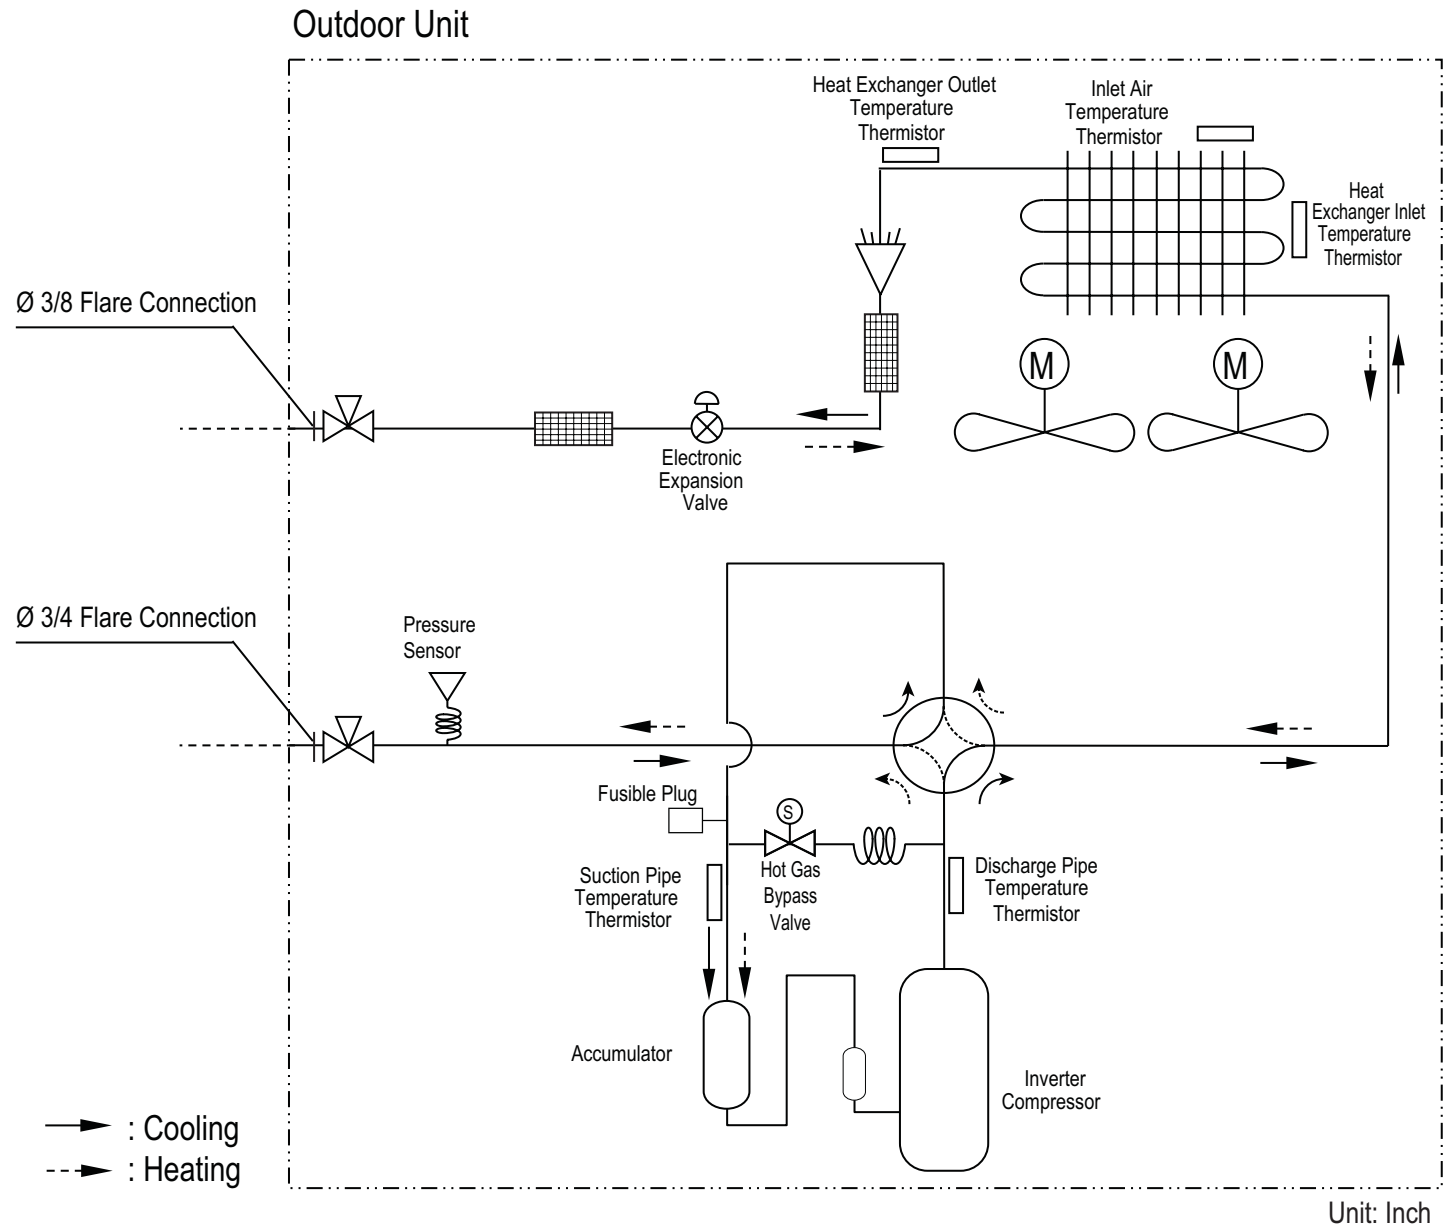 Outdoor Unit
Heat Exchanger Outlet
Temperature
Thermistor
Inlet Air
Temperature
Thermistor
Heat
Exchanger Inlet
Temperature
Thermistor
Ø 3/8 Flare Connection
M
M
Electronic
Expansion
Valve
Ø 3/4 Flare Connection
Pressure
Sensor
Fusible Plug
S
Hot Gas
Bypass
Valve
Suction Pipe
Temperature
Thermistor
Discharge Pipe
Temperature
Thermistor
Accumulator
Inverter
Compressor
: Cooling
: Heating
Unit: Inch